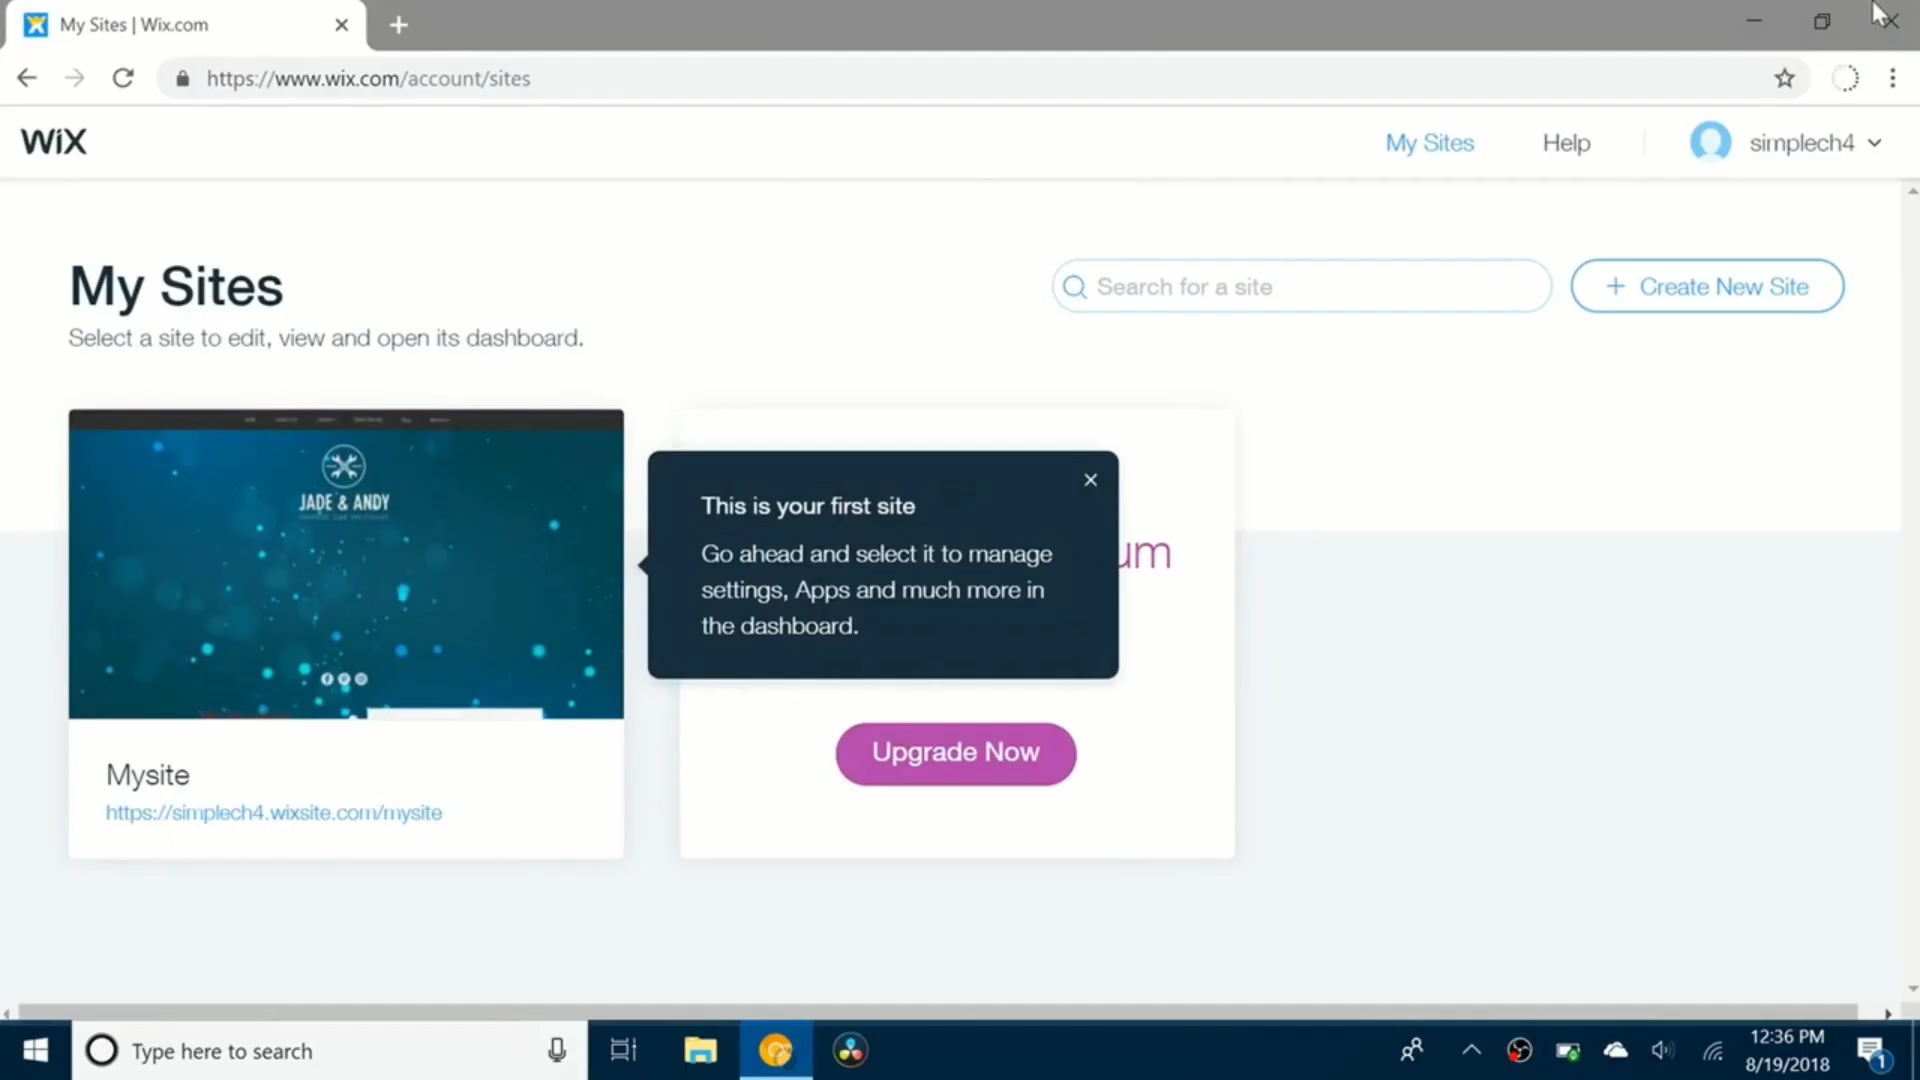 My Sites | Wix.com
https://www.wix.com/account/sites
WiX
My Sites
Help
simplech4
My Sites
Search for a site
+ Create New Site
Select a site to edit, view and open its dashboard.
JADE & ANDY
This is your first site
Go ahead and select it to manage
settings, Apps and much more in
the dashboard.
um
Upgrade Now
Mysite
https://simplech4.wixsite.com/mysite
Type here to search
12:36 PM
8/19/2018
1